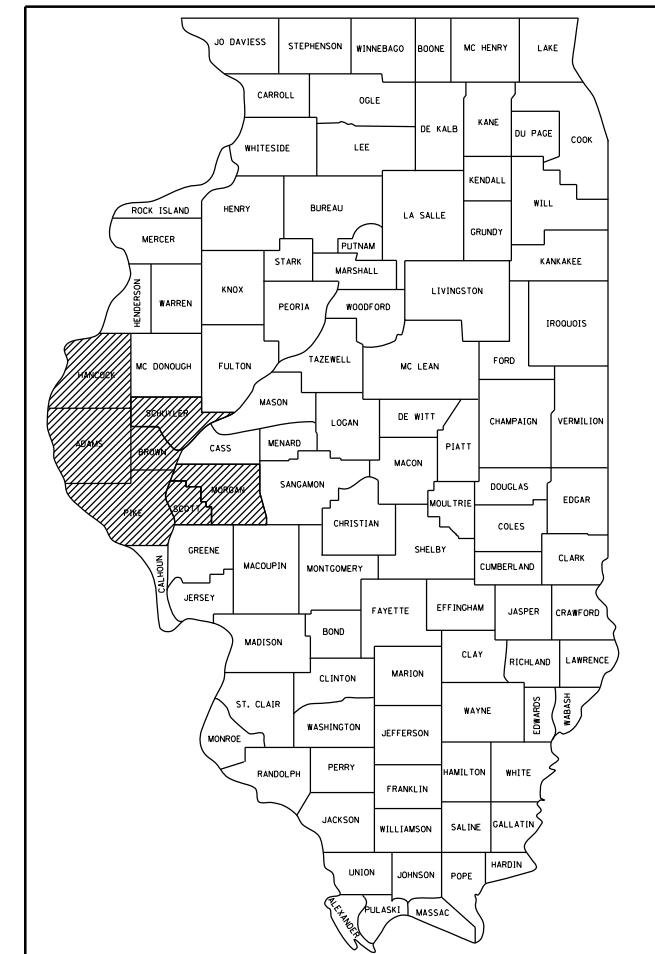 JO DAVIESS
STEPHENSON
WINNEBAGO
BOONE
MC HENRY
LAKE
CARROLL
OGLE
DE KALB
KANE
DU PAGE
COOK
WHITESIDE
LEE
KENDALL
WILL
ROCK ISLAND
HENRY
BUREAU
LA SALLE
GRUNDY
MERCER
PUTNAM
STARK
MARSHALL
KANKAKEE
HENDERSON
WARREN
KNOX
PEORIA
WOODFORD
LIVINGSTON
IROQUOIS
HANCOCK
MC DONOUGH
FULTON
TAZEWELL
MC LEAN
FORD
MASON
SCHUYLER
LOGAN
DE WITT
CHAMPAIGN
VERMILION
ADAMS
BROWN
CASS
MENARD
PIATT
MACON
MORGAN
SANGAMON
DOUGLAS
EDGAR
PIKE
SCOTT
MOULTRIE
CHRISTIAN
COLES
GREENE
SHELBY
CALHOUN
MACOUPIN
MONTGOMERY
CUMBERLAND
CLARK
JERSEY
FAYETTE
EFFINGHAM
JASPER
CRAWFORD
MADISON
BOND
CLAY
RICHLAND
LAWRENCE
CLINTON
MARION
ST. CLAIR
WAYNE
EDWARDS
WABASH
WASHINGTON
JEFFERSON
MONROE
RANDOLPH
PERRY
HAMILTON
WHITE
FRANKLIN
JACKSON
WILLIAMSON
SALINE
GALLATIN
UNION
JOHNSON
POPE
HARDIN
ALEXANDER
PULASKI
MASSAC